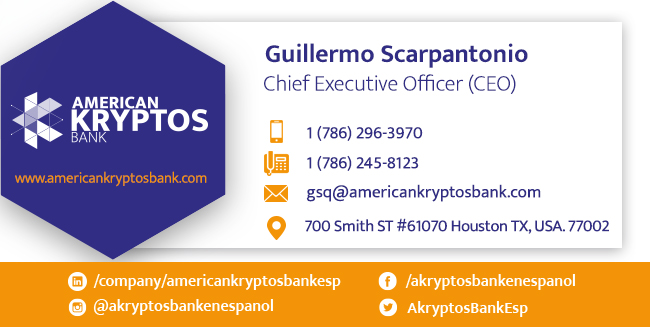 AMERICAN
KRYPTOS
BANK
www.americankryptosbank.com
Guillermo Scarpantonio
Chief Executive Officer (CEO)
1 (786) 296-3970
1 (786) 245-8123
gsq@americankryptosbank.com
700 Smith ST #61070 Houston TX, USA. 77002
/company/americankryptosbankesp
/akryptosbankenespanol
@akryptosbankenespanol
AkryptosBankEsp